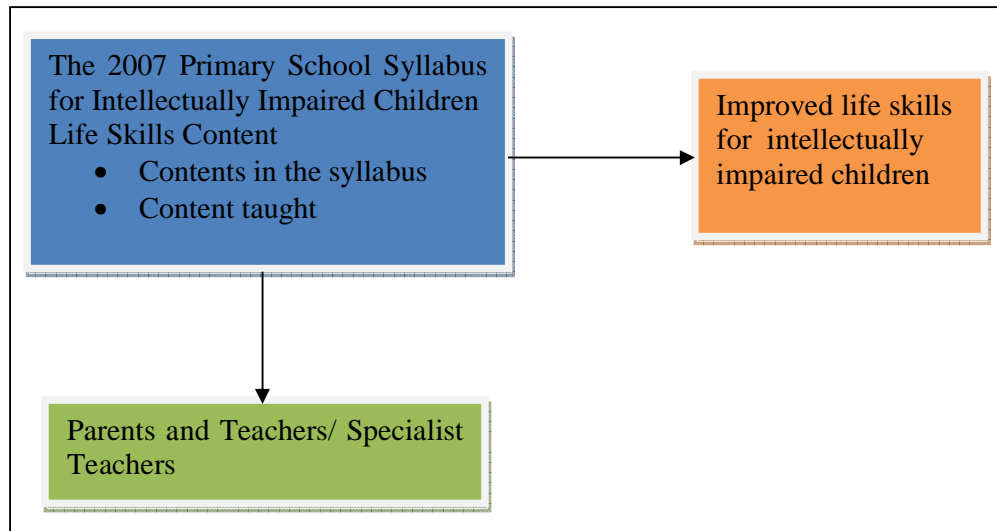 The 2007 Primary School Syllabus
for Intellectually Impaired Children
Life Skills Content
• Contents in the syllabus
• Content taught
Improved life skills
for intellectually
impaired children
Parents and Teachers/ Specialist
Teachers